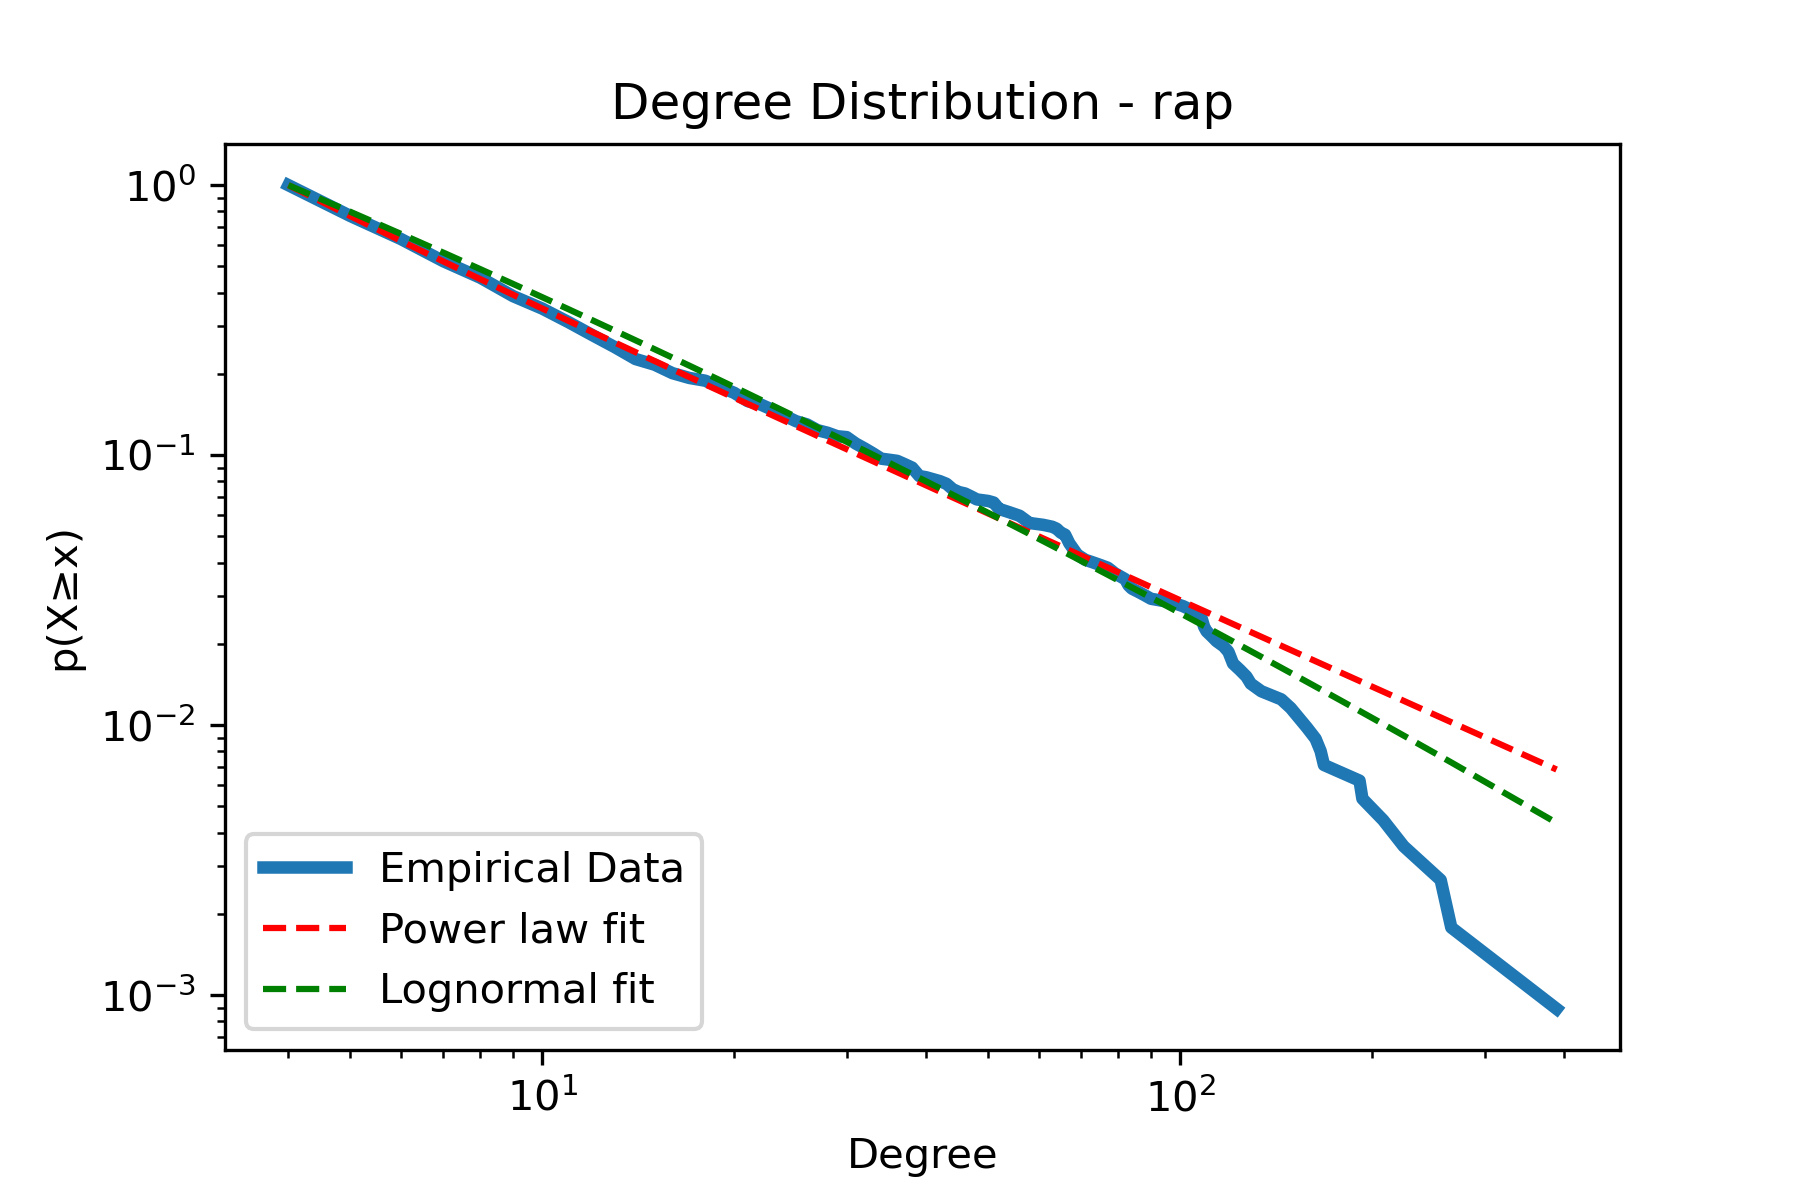 Degree Distribution - rap
10⁰
10⁻¹
10⁻²
10⁻³
p(X≥x)
Empirical Data
Power law fit
Lognormal fit
10¹ 10²
Degree